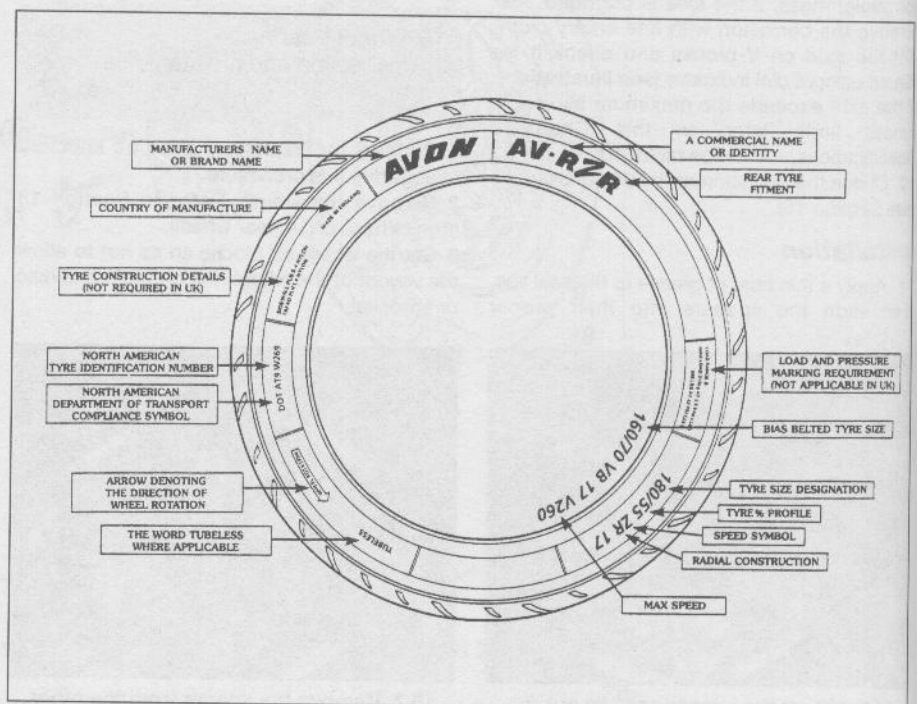 MANUFACTURERS NAME
OR BRAND NAME
COUNTRY OF MANUFACTURE
TYRE CONSTRUCTION DETAILS
(NOT REQUIRED IN UK)
NORTH AMERICAN
TYRE IDENTIFICATION NUMBER
NORTH AMERICAN
DEPARTMENT OF TRANSPORT
COMPLIANCE SYMBOL
ARROW DENOTING
THE DIRECTION OF
WHEEL ROTATION
THE WORD TUBELESS
WHERE APPLICABLE
AVON AV-RZR
MADE IN ENGLAND
DOT A79 W269
WHEEL ROTATION
TUBELESS
160/70 VB 17 V260
180/55 ZR 17
A COMMERCIAL NAME
OR IDENTITY
REAR TYRE
FITMENT
LOAD AND PRESSURE
MARKING REQUIREMENT
(NOT APPLICABLE IN UK)
BIAS BELTED TYRE SIZE
TYRE SIZE DESIGNATION
TYRE % PROFILE
SPEED SYMBOL
RADIAL CONSTRUCTION
MAX SPEED